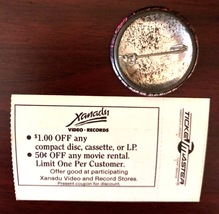 Xanadu
VIDEO • RECORDS
• $1.00 OFF any
compact disc, cassette, or LP.
• 50¢ OFF any movie rental.
Limit One Per Customer.
Offer good at participating
Xanadu Video and Record Stores.
Present coupon for discount.
TICKETMASTER